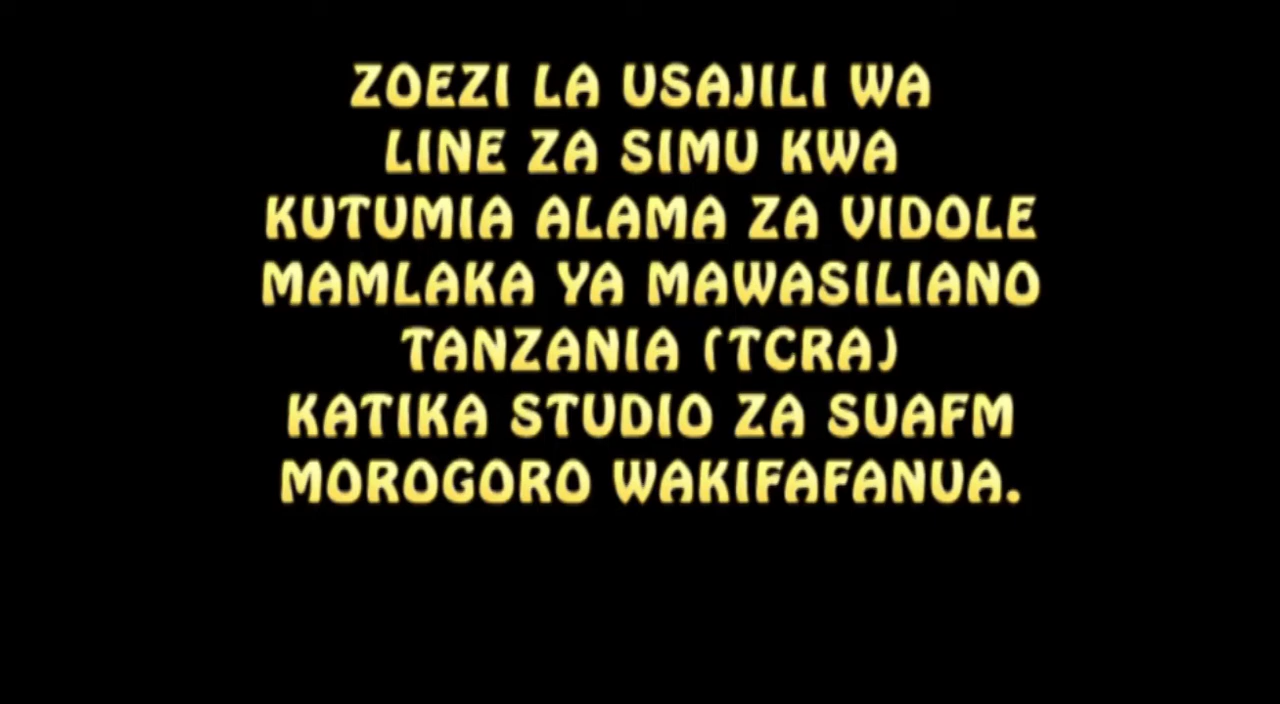 ZOEZI LA USAJILI WA
LINE ZA SIMU KWA
KUTUMIA ALAMA ZA VIDOLE
MAMLAKA YA MAWASILIANO
TANZANIA (TCRA)
KATIKA STUDIO ZA SUAFM
MOROGORO WAKIFAFANUA.